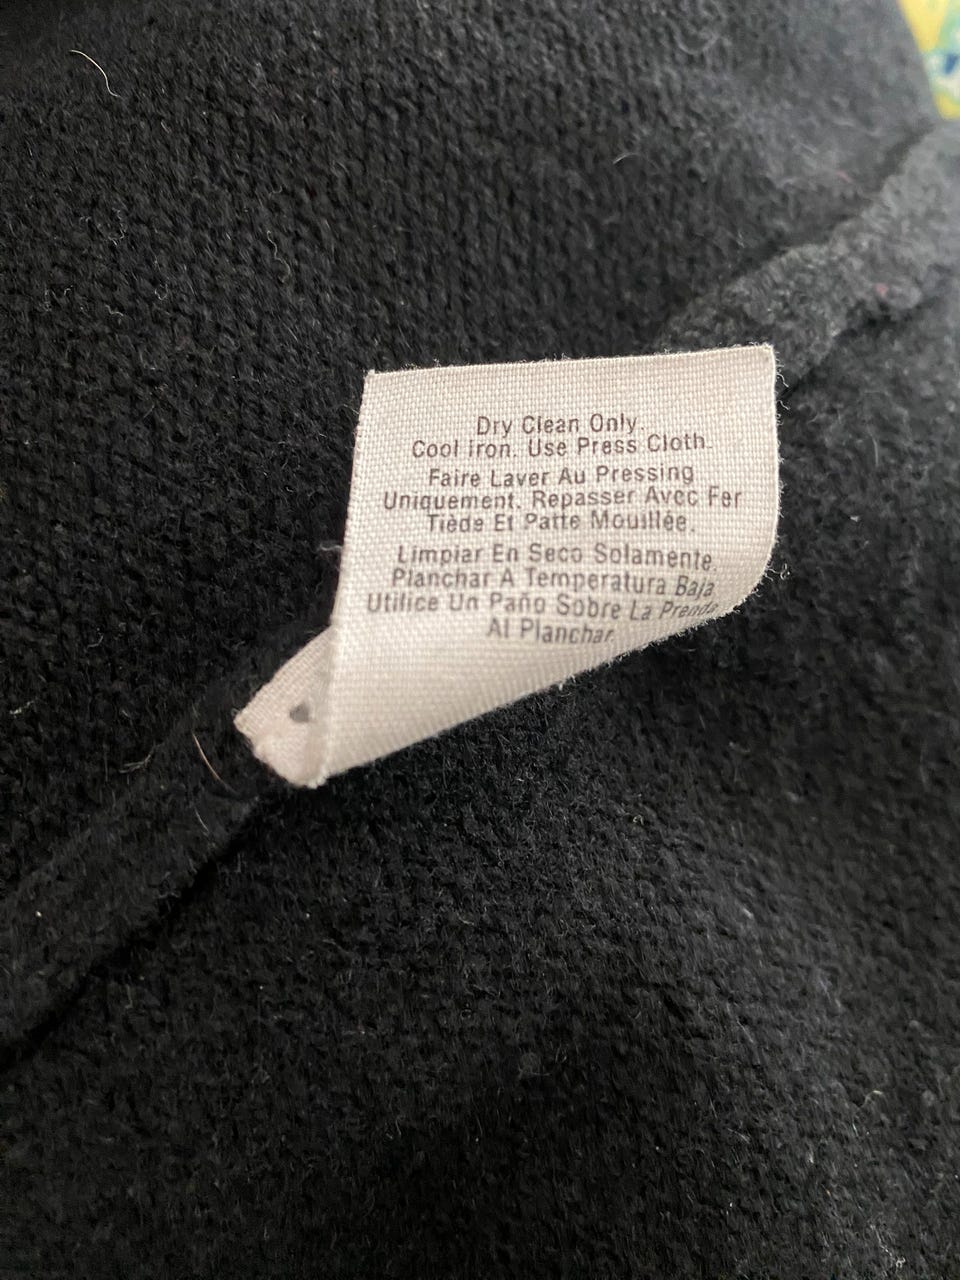 Dry Clean Only.
Cool Iron. Use Press Cloth.
Faire Laver Au Pressing
Uniquement. Repasser Avec Fer
Tiède Et Patte Mouillée.
Limpiar En Seco Solamente.
Planchar A Temperatura Baja
Utilice Un Paño Sobre La Prenda
Al Planchar.